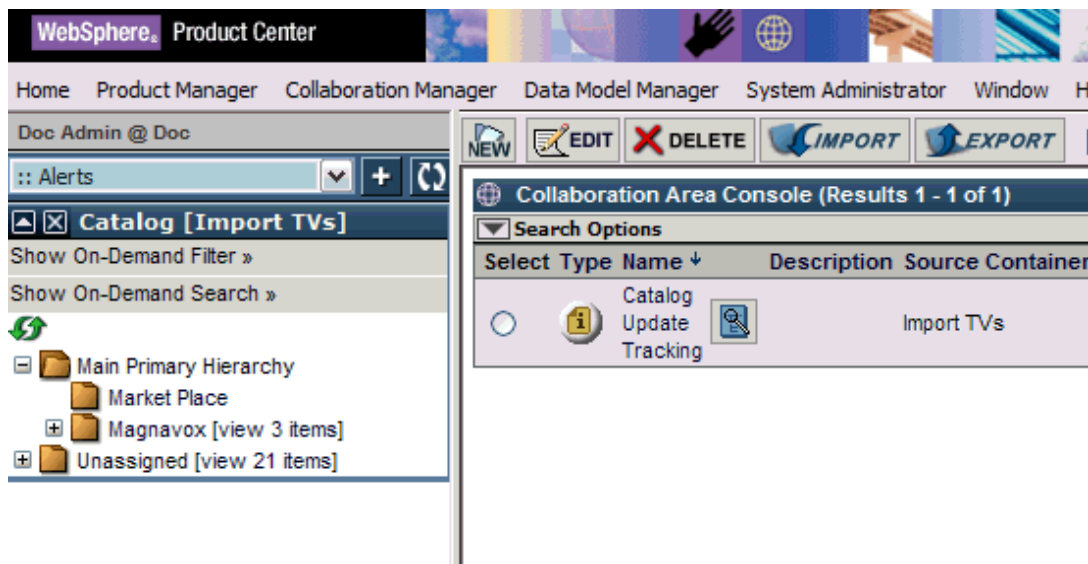 WebSphere® Product Center
Home Product Manager Collaboration Manager Data Model Manager System Administrator Window H
Doc Admin @ Doc
NEW EDIT DELETE IMPORT EXPORT
:: Alerts
Collaboration Area Console (Results 1 - 1 of 1)
Catalog [Import TVs]
Search Options
Show On-Demand Filter »
Select Type Name Description Source Container
Show On-Demand Search »
Catalog
Update
Tracking
Import TVs
Main Primary Hierarchy
Market Place
Magnavox [view 3 items]
Unassigned [view 21 items]